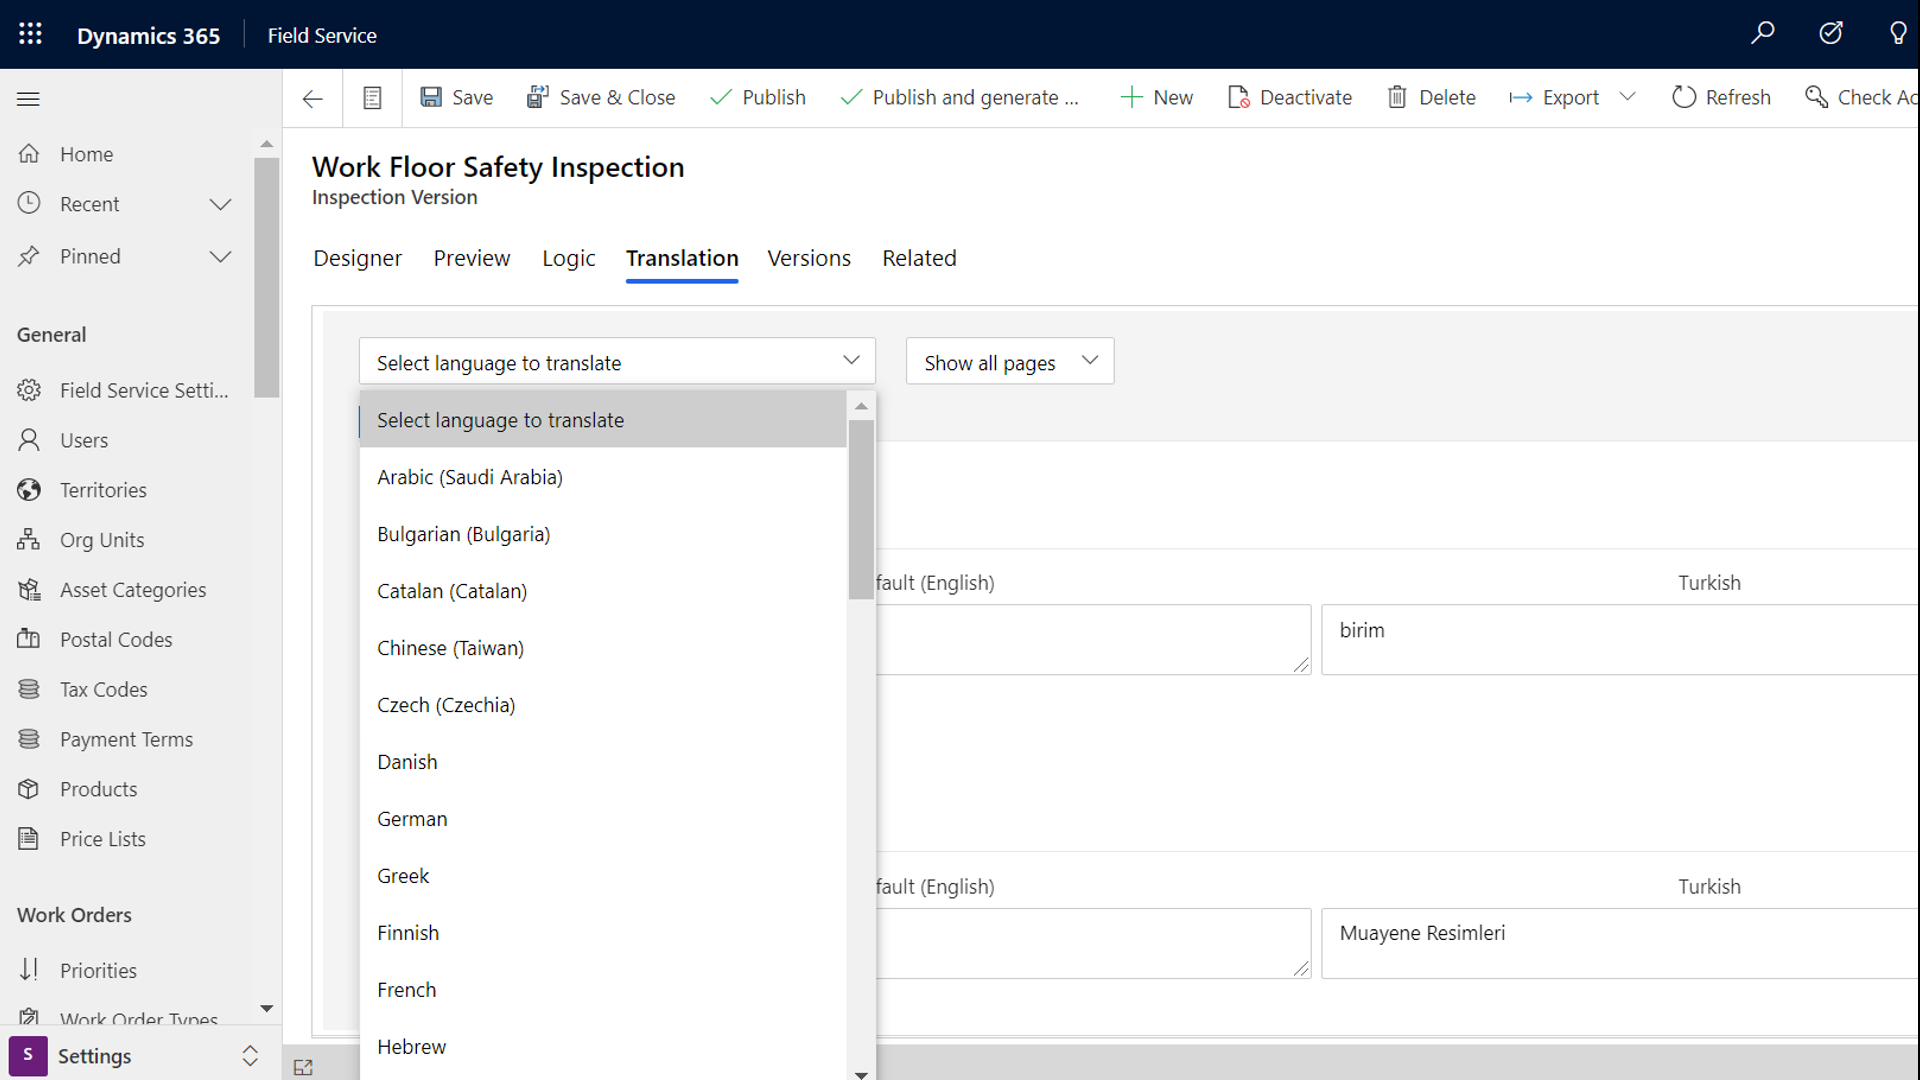 Dynamics 365
Field Service
Save
Save & Close
Publish
Publish and generate ...
New
Deactivate
Delete
Export
Refresh
Check Ac
Home
Recent
Pinned
General
Field Service Setti...
Users
Territories
Org Units
Asset Categories
Postal Codes
Tax Codes
Payment Terms
Products
Price Lists
Work Orders
Priorities
Work Order Types
S
Settings
Work Floor Safety Inspection
Inspection Version
Designer
Preview
Logic
Translation
Versions
Related
Select language to translate
Show all pages
Select language to translate
Arabic (Saudi Arabia)
Bulgarian (Bulgaria)
Catalan (Catalan)
Chinese (Taiwan)
Czech (Czechia)
Danish
German
Greek
Finnish
French
Hebrew
fault (English)
Turkish
birim
fault (English)
Turkish
Muayene Resimleri